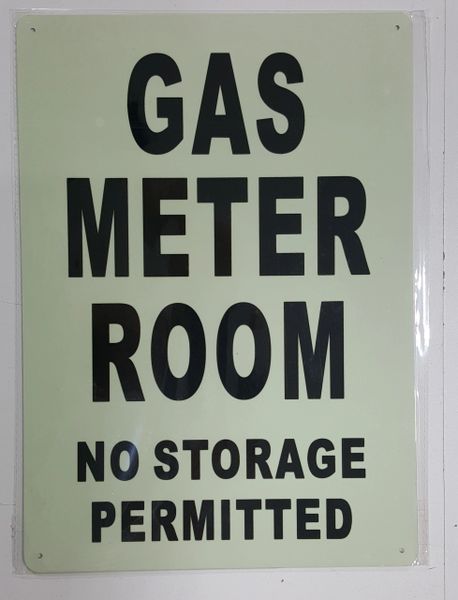 GAS
METER
ROOM
NO STORAGE
PERMITTED